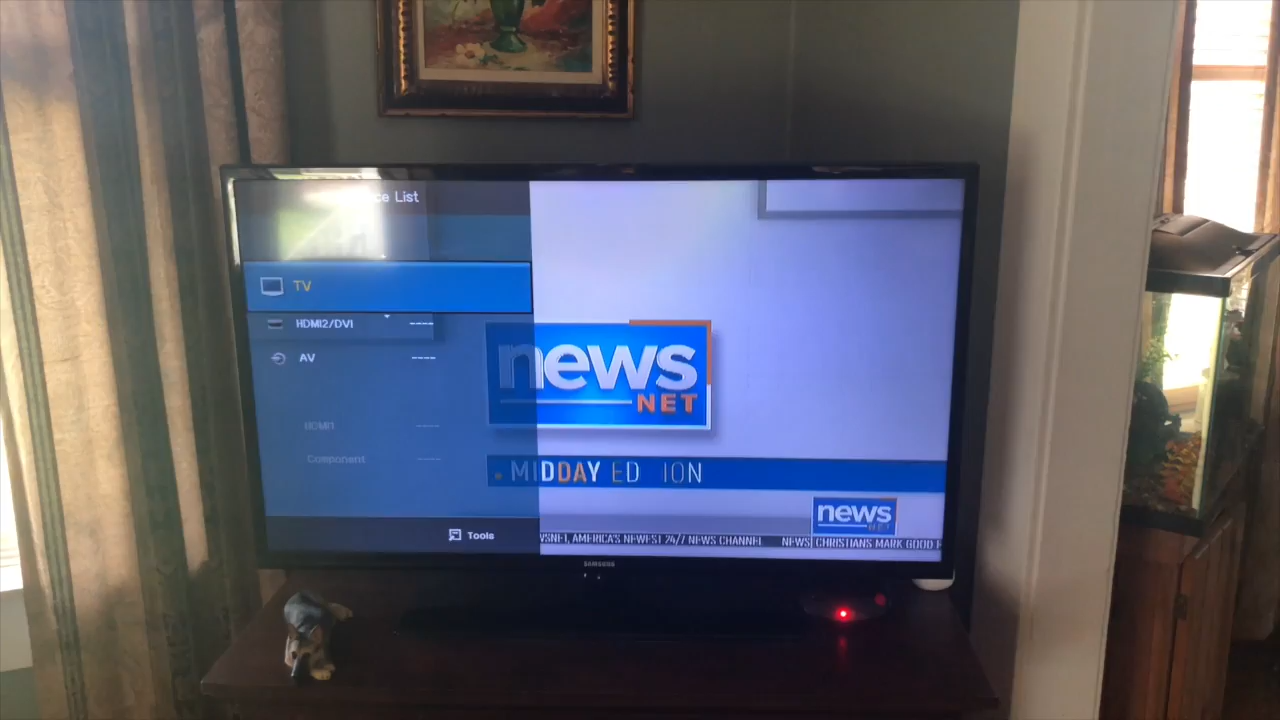 ce List
TV
HDMI2/DVI ----
AV ----
HDMI1 ----
Component ----
Tools
news
NET
MIDDAY ED ION
news
NET
WSNET, AMERICA'S NEWEST 24/7 NEWS CHANNEL NEWS CHRISTIANS MARK GOOD F
SAMSUNG